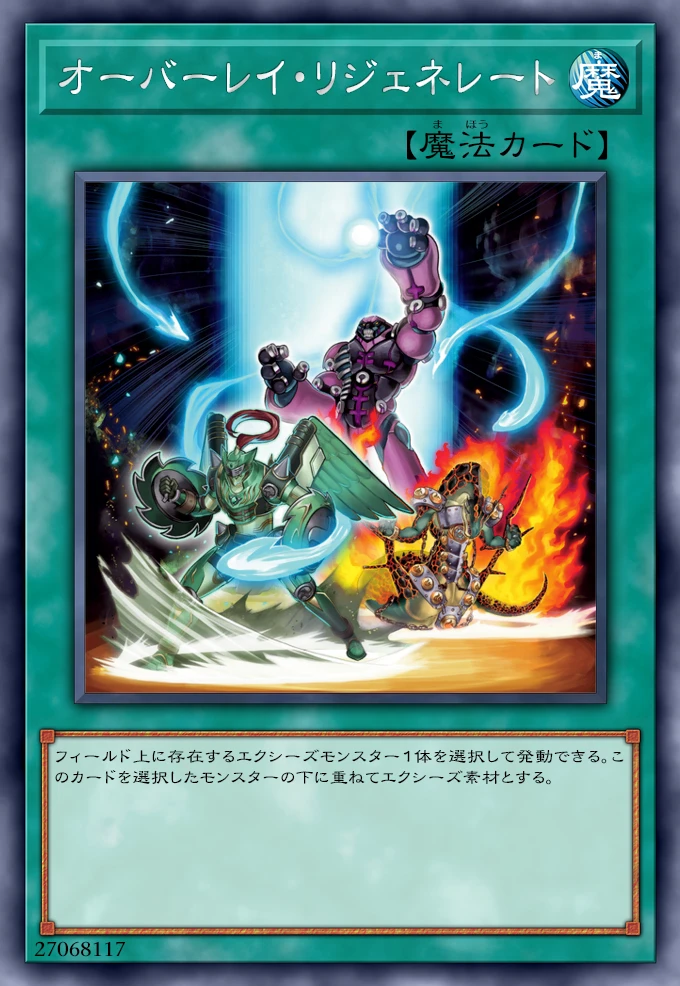 オーバーレイ・リジェネレート
ま
魔
ま ほう
【魔法カード】
フィールド上に存在するエクシーズモンスター1体を選択して発動できる。こ
のカードを選択したモンスターの下に重ねてエクシーズ素材とする。
27068117